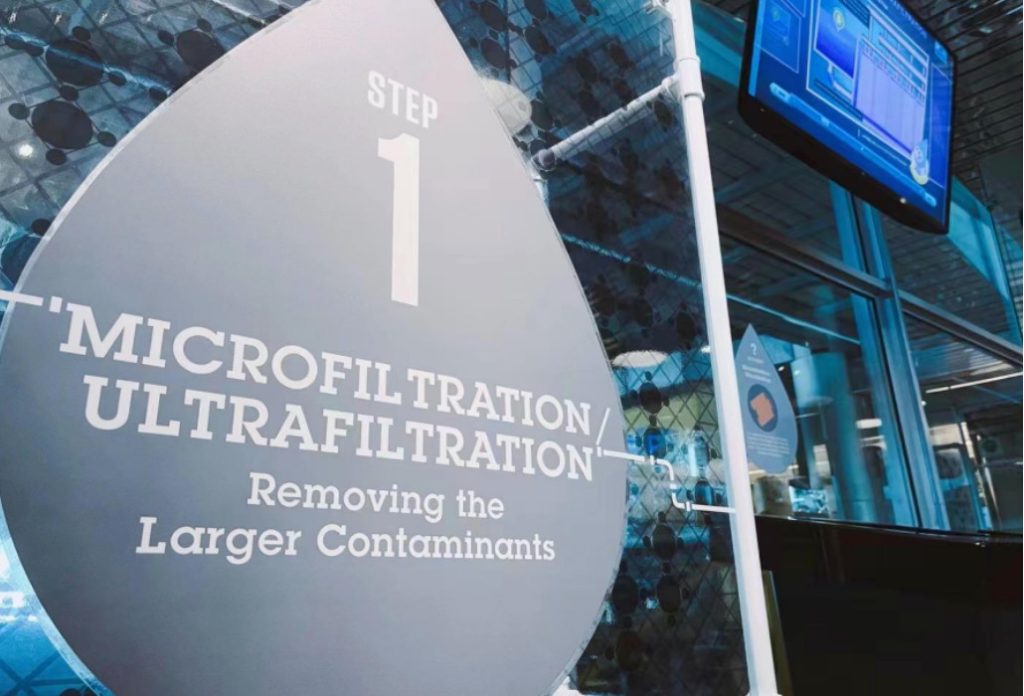 STEP
1
'MICROFILTRATION/
ULTRAFILTRATION'
Removing the
Larger Contaminants